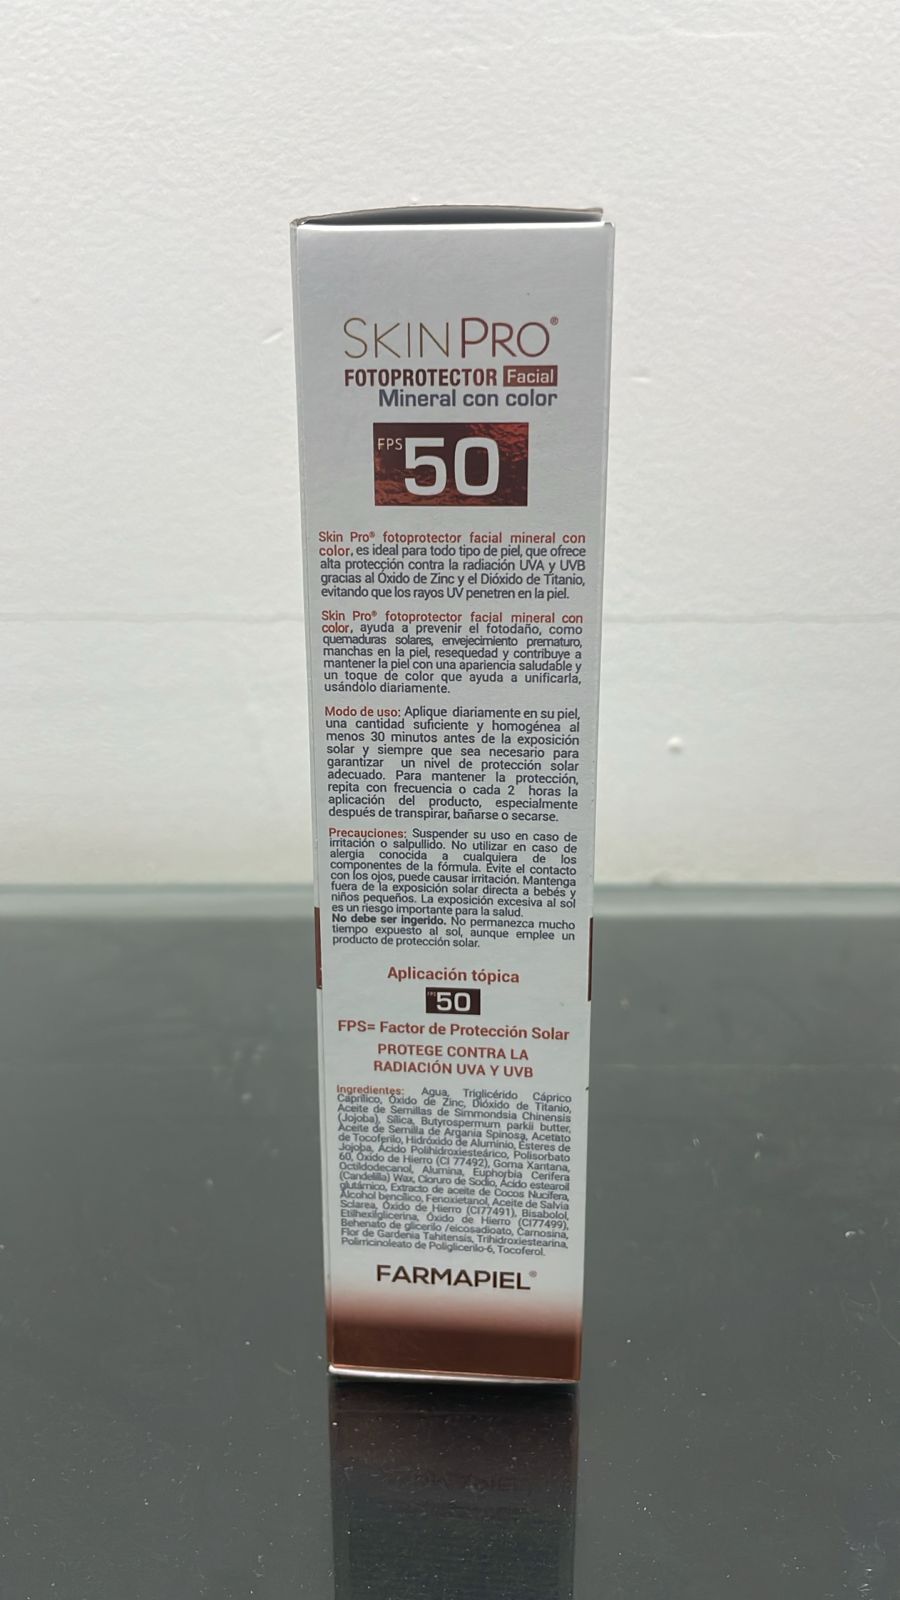 SKINPRO®
FOTOPROTECTOR Facial
Mineral con color
FPS 50
Skin Pro® fotoprotector facial mineral con
color, es ideal para todo tipo de piel, que ofrece
alta protección contra la radiación UVA y UVB
gracias al Óxido de Zinc y el Dióxido de Titanio,
evitando que los rayos UV penetren en la piel.
Skin Pro® fotoprotector facial mineral con
color, ayuda a prevenir el fotodaño, como
quemaduras solares, envejecimiento prematuro,
manchas en la piel, resequedad y contribuye a
mantener la piel con una apariencia saludable y
un toque de color que ayuda a unificarla,
usándolo diariamente.
Modo de uso: Aplique diariamente en su piel,
una cantidad suficiente y homogénea al
menos 30 minutos antes de la exposición
solar y siempre que sea necesario para
garantizar un nivel de protección solar
adecuado. Para mantener la protección,
repita con frecuencia o cada 2 horas la
aplicación del producto, especialmente
después de transpirar, bañarse o secarse.
Precauciones: Suspender su uso en caso de
irritación o salpullido. No utilizar en caso de
alergia conocida a cualquiera de los
componentes de la fórmula. Evite el contacto
con los ojos, puede causar irritación. Mantenga
fuera de la exposición solar directa a bebés y
niños pequeños. La exposición excesiva al sol
es un riesgo importante para la salud.
No debe ser ingerido. No permanezca mucho
tiempo expuesto al sol, aunque emplee un
producto de protección solar.
Aplicación tópica
FPS 50
FPS= Factor de Protección Solar
PROTEGE CONTRA LA
RADIACIÓN UVA Y UVB
Ingredientes: Agua, Triglicérido Cáprico
Caprílico, Óxido de Zinc, Dióxido de Titanio,
Aceite de Semillas de Simmondsia Chinensis
(Jojoba), Sílica, Butyrospermum parkii butter,
Aceite de Semilla de Argania Spinosa, Acetato
de Tocoferilo, Hidróxido de Aluminio, Esteres de
Jojoba, Ácido Polihidroxiesteárico, Polisorbato
60, Óxido de Hierro (CI 77492), Goma Xantana,
Octildodecanol, Alumina, Euphorbia Cerifera
(Candelilla) Wax, Cloruro de Sodio, Ácido estearoil
glutámico, Extracto de aceite de Cocos Nucifera,
Alcohol bencílico, Fenoxietanol, Aceite de Salvia
Sclarea, Óxido de Hierro (CI77491), Bisabolol,
Etilhexilglicerina, Óxido de Hierro (CI77499),
Behenato de glicerilo /eicosadioato, Carnosina,
Flor de Gardenia Tahitensis, Trihidroxiestearina,
Polirricinoleato de Poliglicerilo-6, Tocoferol.
FARMAPIEL®